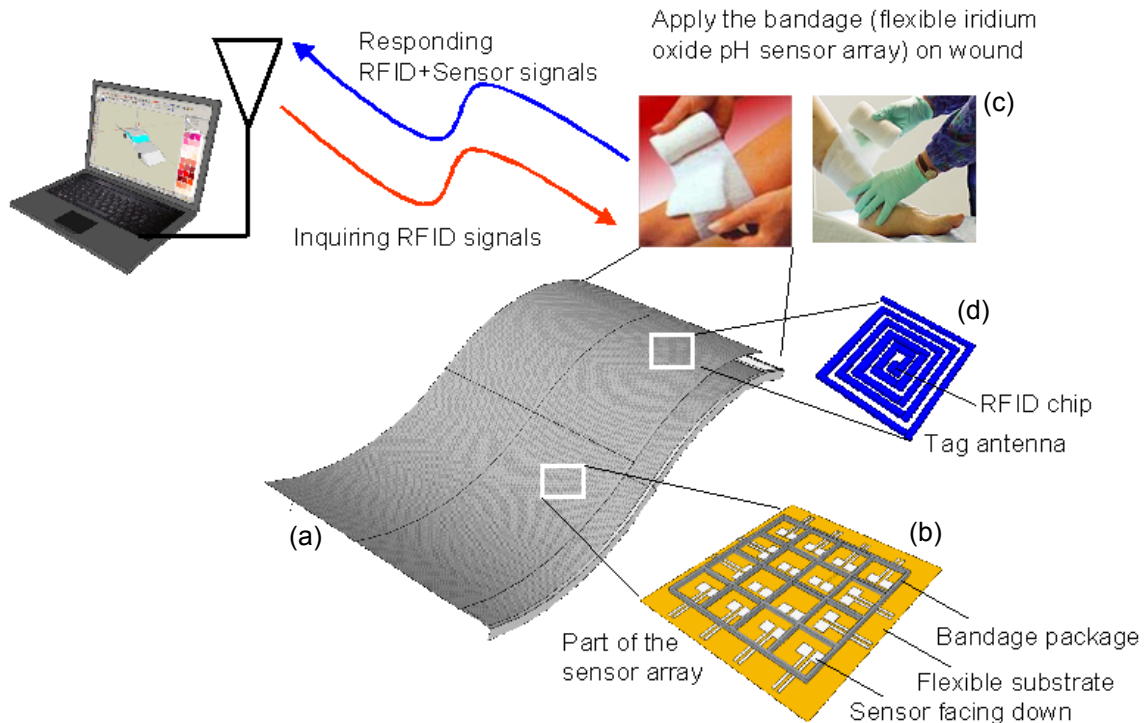 Apply the bandage (flexible iridium
oxide pH sensor array) on wound
Responding
RFID+Sensor signals
(c)
Inquiring RFID signals
(d)
RFID chip
Tag antenna
(a)
(b)
Part of the
sensor array
Bandage package
Flexible substrate
Sensor facing down